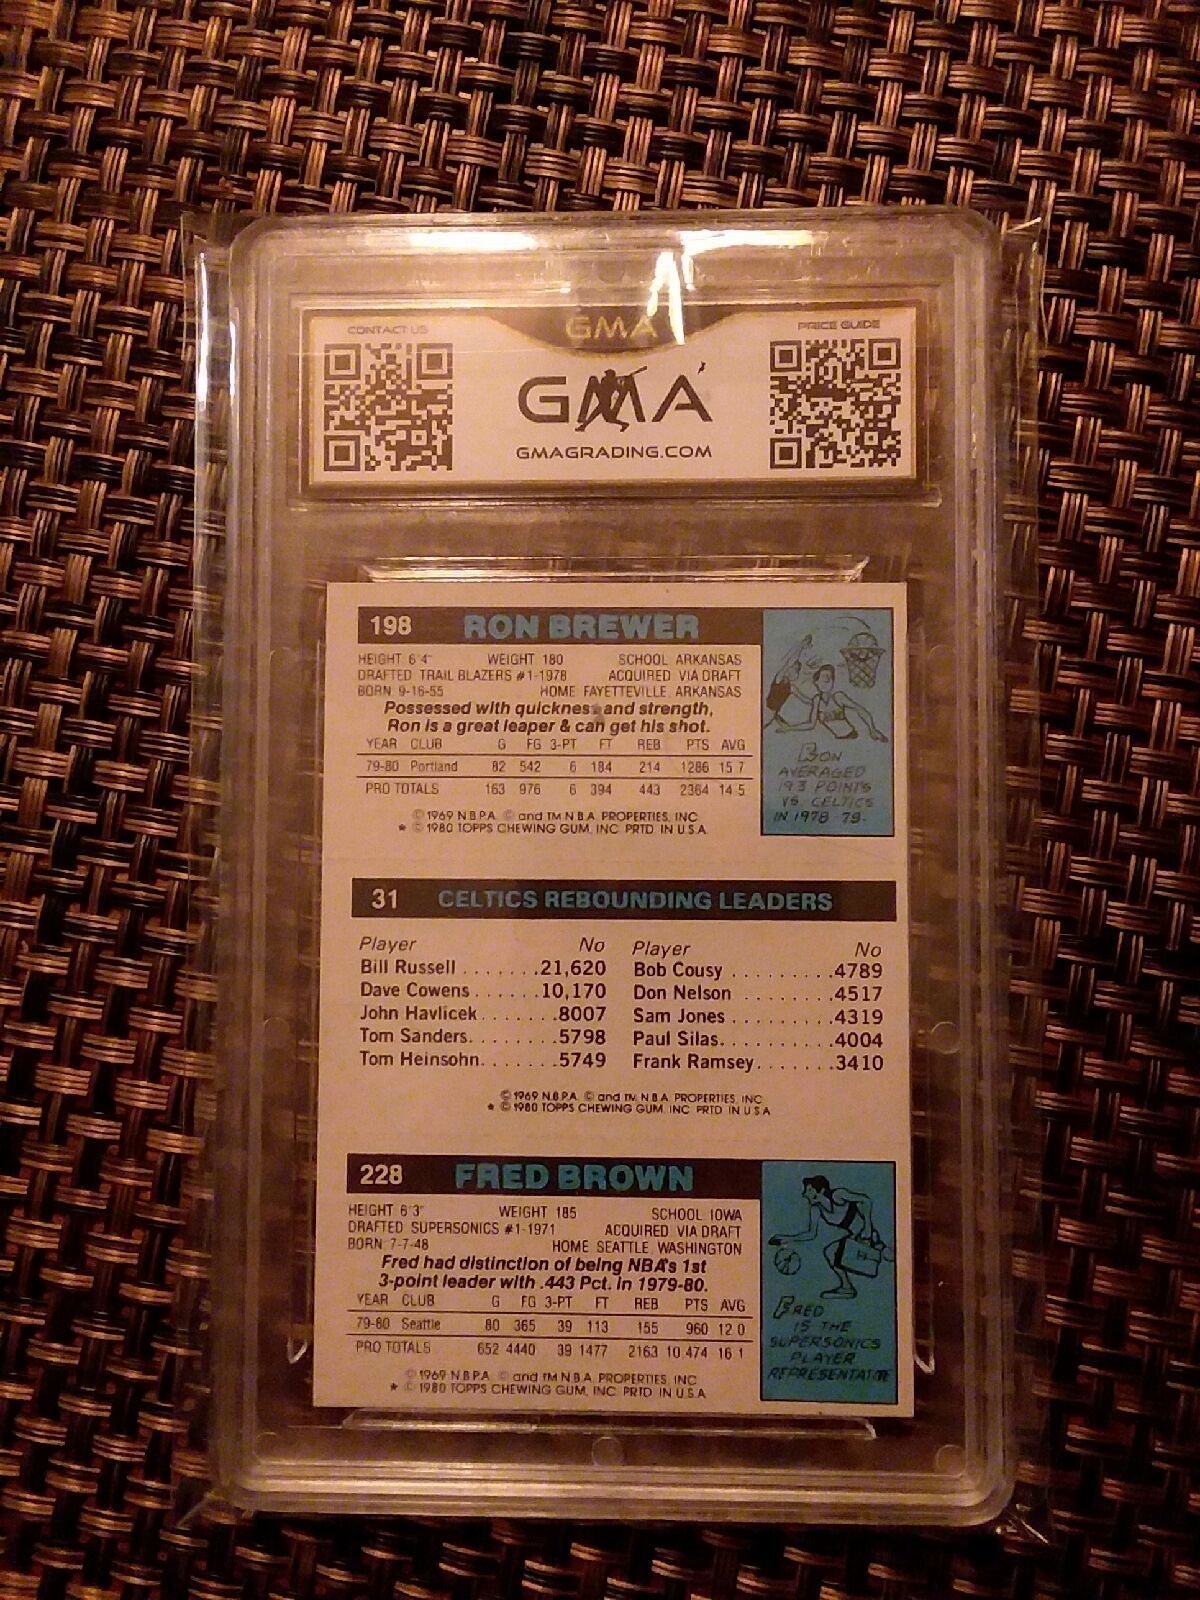 CONTACT US
GMA
PRICE GUIDE
GMA
GMAGRADING.COM
198 RON BREWER
HEIGHT 6'4" WEIGHT 180 SCHOOL ARKANSAS
DRAFTED TRAIL BLAZERS #1-1978 ACQUIRED VIA DRAFT
BORN 9-16-55 HOME FAYETTEVILLE, ARKANSAS
Possessed with quickness and strength,
Ron is a great leaper & can get his shot.
YEAR CLUB G FG 3-PT FT REB PTS AVG
79-80 Portland 82 542 6 184 214 1286 15.7
PRO TOTALS 163 976 6 394 443 2364 14.5
© 1969 N.B.P.A. © and TM N.B.A. PROPERTIES, INC.
* © 1980 TOPPS CHEWING GUM, INC. PRTD. IN U.S.A.
RON
AVERAGED
19.3 POINTS
VS. CELTICS
IN 1978-79.
31 CELTICS REBOUNDING LEADERS
Player No Player No
Bill Russell . . . . . . .21,620 Bob Cousy . . . . . . . . .4789
Dave Cowens . . . . . .10,170 Don Nelson . . . . . . . .4517
John Havlicek. . . . . . .8007 Sam Jones . . . . . . . . .4319
Tom Sanders. . . . . . . .5798 Paul Silas. . . . . . . . . .4004
Tom Heinsohn. . . . . . .5749 Frank Ramsey. . . . . . .3410
© 1969 N.B.P.A. © and TM N.B.A. PROPERTIES, INC.
* © 1980 TOPPS CHEWING GUM, INC. PRTD. IN U.S.A.
228 FRED BROWN
HEIGHT 6'3" WEIGHT 185 SCHOOL IOWA
DRAFTED SUPERSONICS #1-1971 ACQUIRED VIA DRAFT
BORN 7-7-48 HOME SEATTLE, WASHINGTON
Fred had distinction of being NBA's 1st
3-point leader with .443 Pct. in 1979-80.
YEAR CLUB G FG 3-PT FT REB PTS AVG
79-80 Seattle 80 365 39 113 155 960 12.0
PRO TOTALS 652 4440 39 1477 2163 10,474 16.1
© 1969 N.B.P.A. © and TM N.B.A. PROPERTIES, INC.
* © 1980 TOPPS CHEWING GUM, INC. PRTD. IN U.S.A.
FRED
IS THE
SUPERSONICS
PLAYER
REPRESENTATIVE